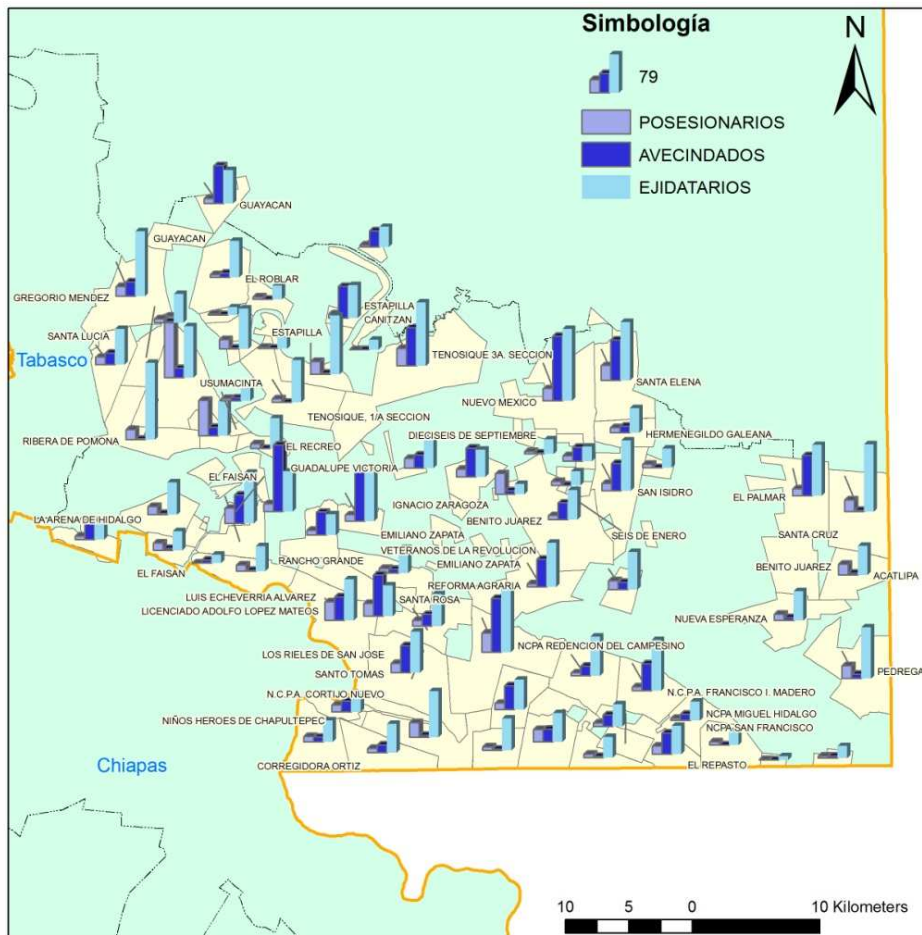 Simbología
N
79
POSESIONARIOS
AVECINDADOS
EJIDATARIOS
GUAYACAN
GUAYACAN
EL ROBLAR
GREGORIO MENDEZ
ESTAPILLA
CANITZAN
SANTA LUCIA
ESTAPILLA
Tabasco
TENOSIQUE 3A. SECCION
SANTA ELENA
USUMACINTA
NUEVO MEXICO
TENOSIQUE, 1/A SECCION
RIBERA DE POMONA
EL RECREO
DIECISEIS DE SEPTIEMBRE
HERMENEGILDO GALEANA
GUADALUPE VICTORIA
EL FAISAN
SAN ISIDRO
EL PALMAR
IGNACIO ZARAGOZA
LA ARENA DE HIDALGO
BENITO JUAREZ
EMILIANO ZAPATA
SEIS DE ENERO
SANTA CRUZ
VETERANOS DE LA REVOLUCION
RANCHO GRANDE
EMILIANO ZAPATA
BENITO JUAREZ
EL FAISAN
ACATLIPA
REFORMA AGRARIA
LUIS ECHEVERRIA ALVAREZ
SANTA ROSA
LICENCIADO ADOLFO LOPEZ MATEOS
NUEVA ESPERANZA
NCPA REDENCION DEL CAMPESINO
LOS RIELES DE SAN JOSE
SANTO TOMAS
PEDREGA
N.C.P.A. CORTIJO NUEVO
N.C.P.A. FRANCISCO I. MADERO
NIÑOS HEROES DE CHAPULTEPEC
NCPA MIGUEL HIDALGO
NCPA SAN FRANCISCO
Chiapas
CORREGIDORA ORTIZ
EL REPASTO
10 5 0 10 Kilometers